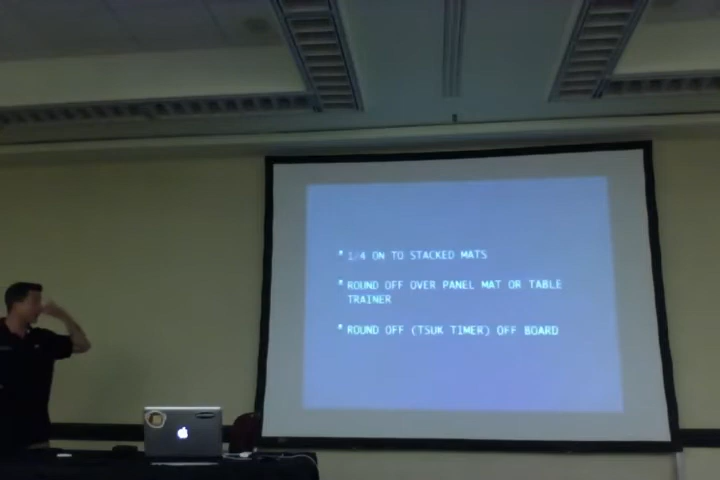 * 1/4 ON TO STACKED MATS
* ROUND OFF OVER PANEL MAT OR TABLE
TRAINER
* ROUND OFF (TSUK TIMER) OFF BOARD